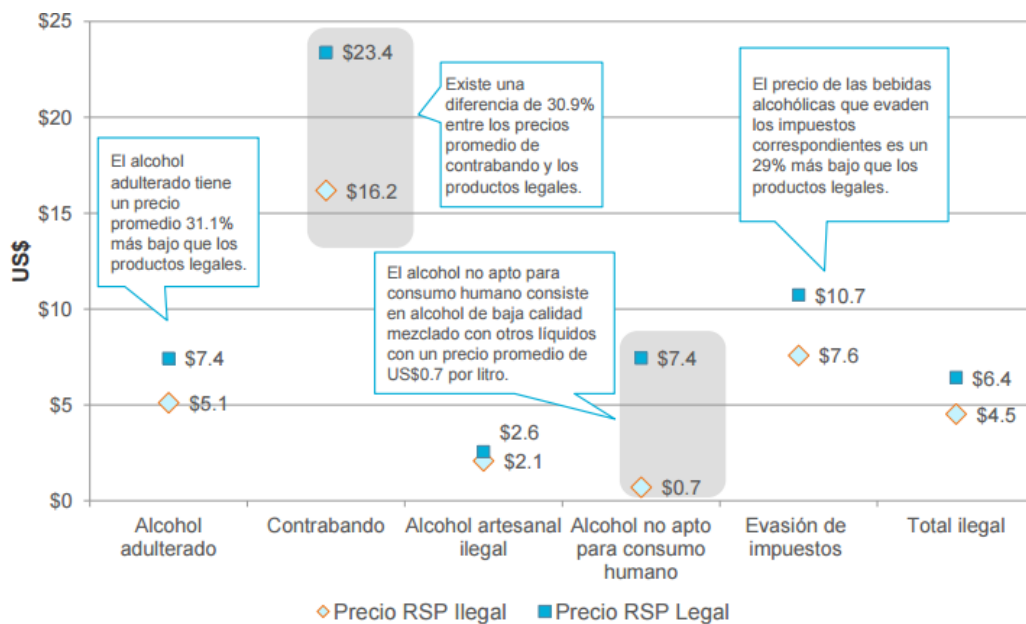 $25
$20
$15
$10
$5
$0
US$
$23.4
$16.2
Existe una
diferencia de 30.9%
entre los precios
promedio de
contrabando y los
productos legales.
El precio de las bebidas
alcohólicas que evaden
los impuestos
correspondientes es un
29% más bajo que los
productos legales.
El alcohol
adulterado tiene
un precio
promedio 31.1%
más bajo que los
productos legales.
El alcohol no apto para
consumo humano consiste
en alcohol de baja calidad
mezclado con otros líquidos
con un precio promedio de
US$0.7 por litro.
$7.4
$5.1
$2.6
$2.1
$7.4
$0.7
$10.7
$7.6
$6.4
$4.5
Alcohol
adulterado
Contrabando
Alcohol artesanal
ilegal
Alcohol no apto
para consumo
humano
Evasión de
impuestos
Total ilegal
Precio RSP Ilegal
Precio RSP Legal